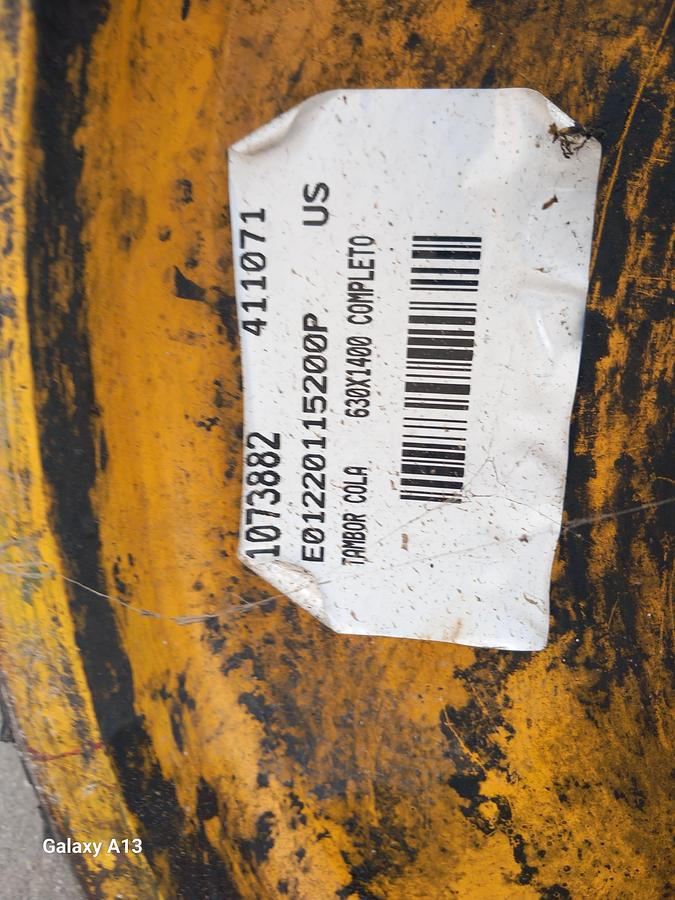 1073882 411071
E01220115200P US
TAMBOR COLA 630X1400 COMPLETO
Galaxy A13